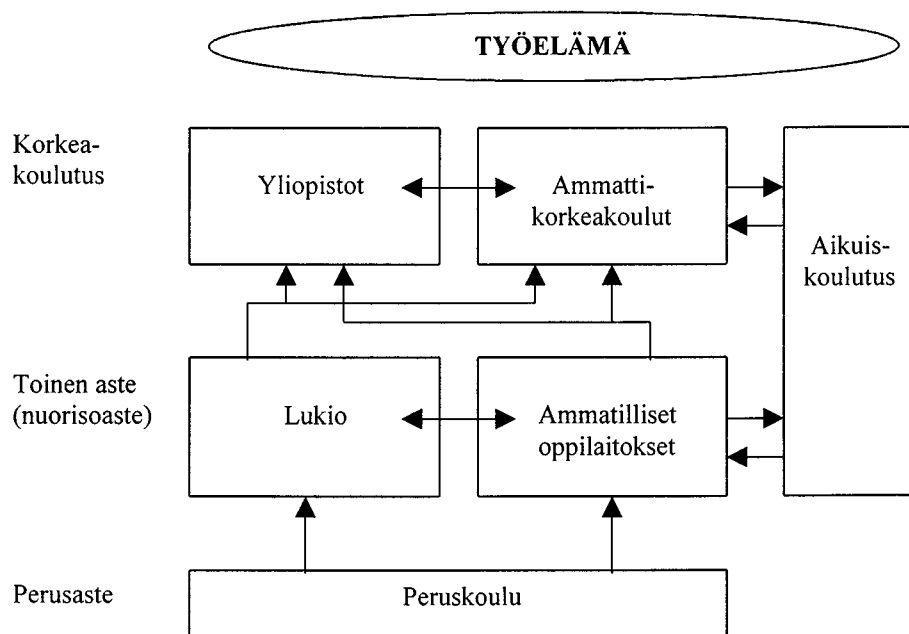 TYÖELÄMÄ
Korkea-
koulutus
Yliopistot
Ammatti-
korkeakoulut
Aikuis-
koulutus
Toinen aste
(nuorisoaste)
Lukio
Ammatilliset
oppilaitokset
Perusaste
Peruskoulu